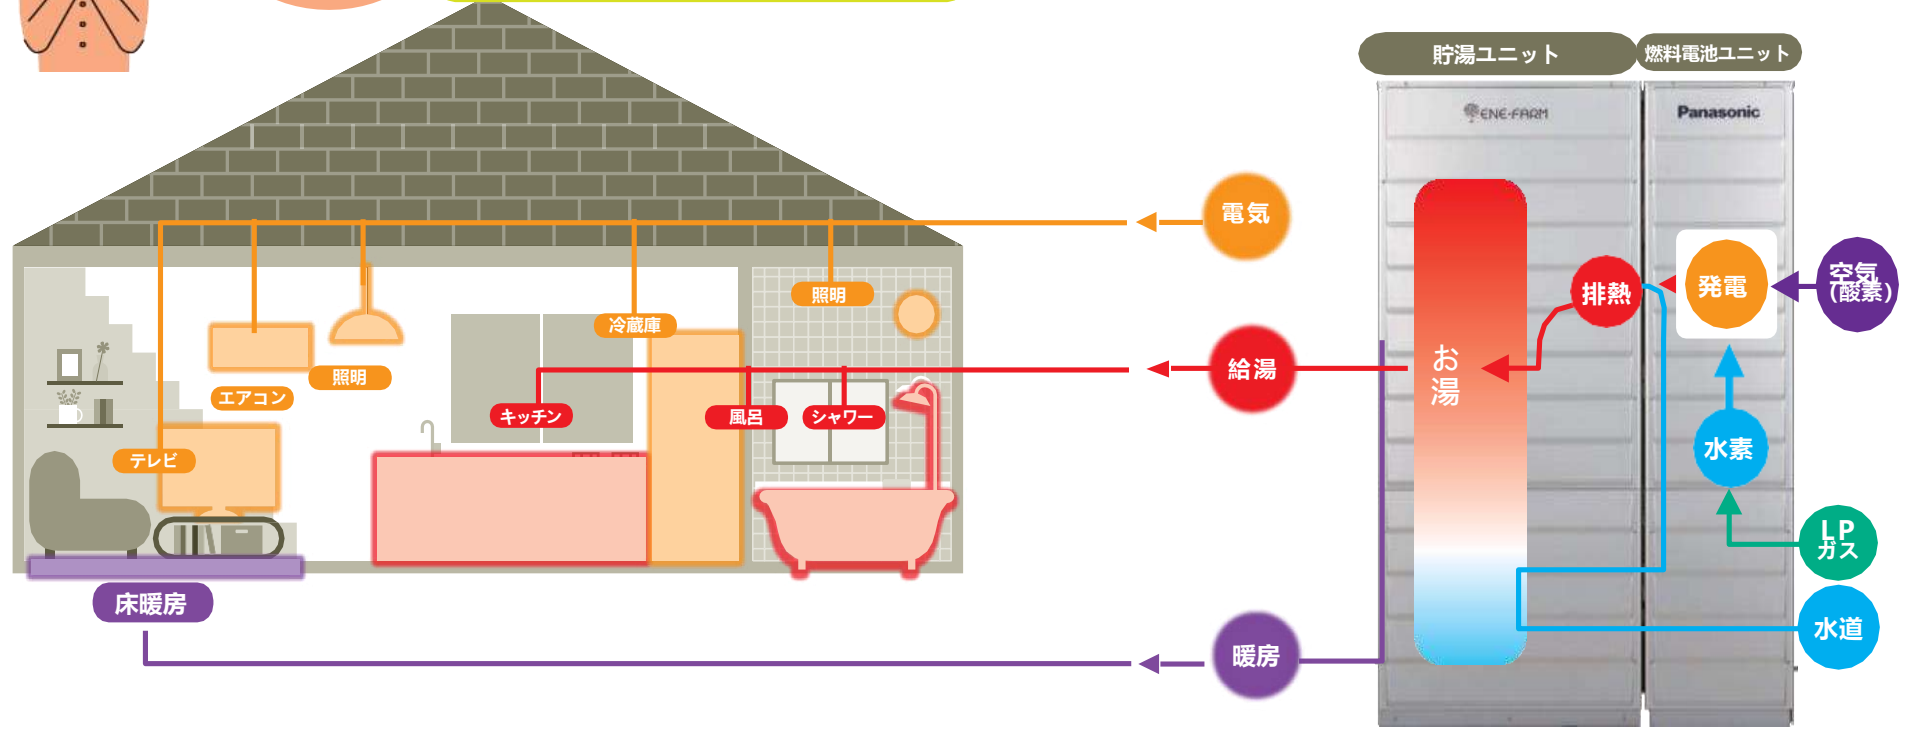 貯湯ユニット
燃料電池ユニット
ENE-FARM
Panasonic
電気
照明
冷蔵庫
照明
エアコン
テレビ
給湯
キッチン
風呂
シャワー
床暖房
暖房
お
湯
排熱
発電
空気
(酸素)
水素
LP
ガス
水道